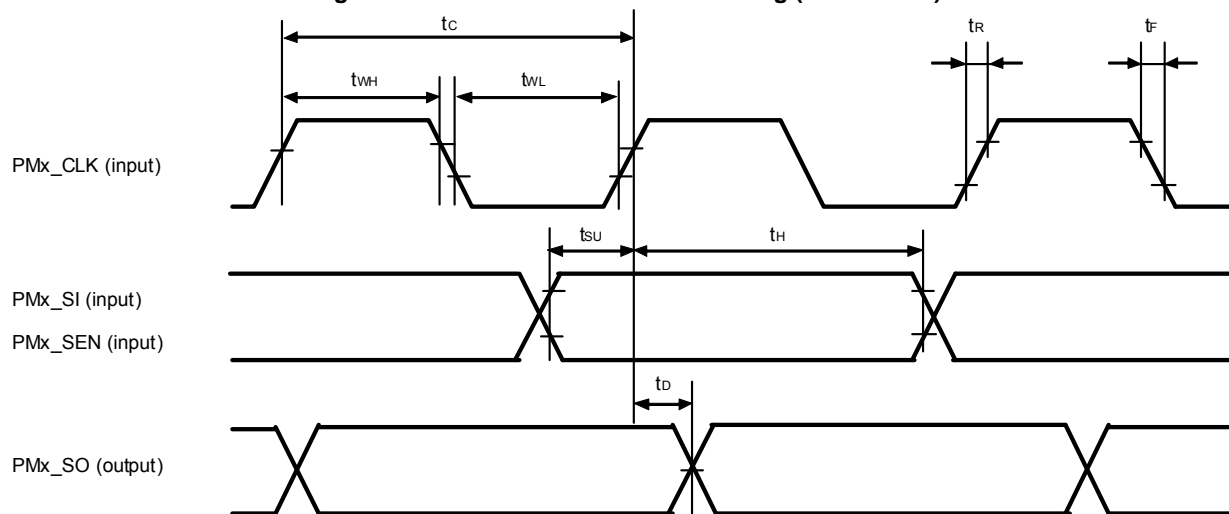 tC
tR
tF
tWH
tWL
PMx_CLK (input)
tSU
tH
PMx_SI (input)
PMx_SEN (input)
tD
PMx_SO (output)